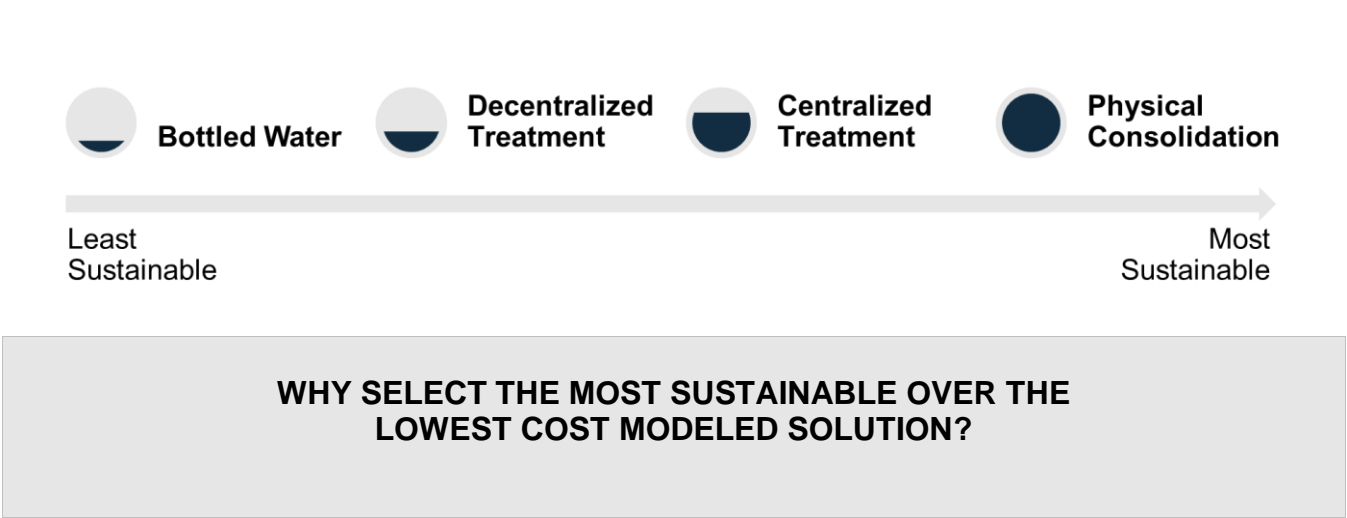 Bottled Water
Decentralized
Treatment
Centralized
Treatment
Physical
Consolidation
Least
Sustainable
Most
Sustainable
WHY SELECT THE MOST SUSTAINABLE OVER THE
LOWEST COST MODELED SOLUTION?